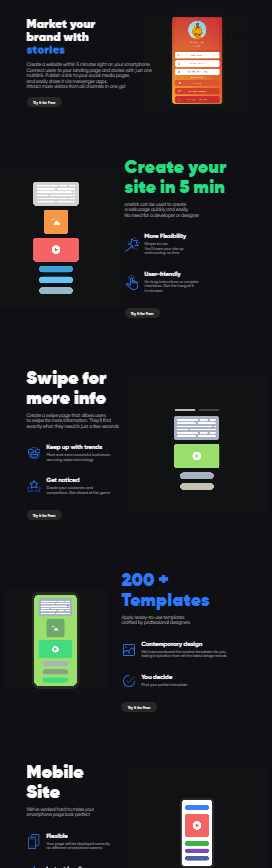 Market your
brand with
stories
Create a website within 5 minutes right on your smartphone.
Connect users to your landing page and stories with just one
multilink. Publish a link to your social media pages
and easily share it via messenger apps.
Attract more visitors from all channels in one go!
Try it for Free
Create your
site in 5 min
onelink can be used to create
a web page quickly and easily.
No need for a developer or designer
More Flexibility
Simple to use.
You'll have your site up
and running no time
User-friendly
No long instructions or complex
interfaces. Get the hang of it
in minutes!
Try it for Free
Swipe for
more info
Create a swipe page that allows users
to swipe for more information. They'll find
exactly what they need in just a few seconds
Keep up with trends
More and more successful businesses
are using swipe technology
Get noticed
Dazzle your customers and
competitors. Get ahead of the game
Try it for Free
200 +
Templates
Apply ready-to-use templates
crafted by professional designers
Contemporary design
We have produced the coolest templates for you,
taking inspiration from all the latest design trends
You decide
Find your perfect template
Try it for Free
Mobile
Site
We've worked hard to make your
smartphone page look perfect
Flexible
Your page will be displayed correctly
on different smartphone screens